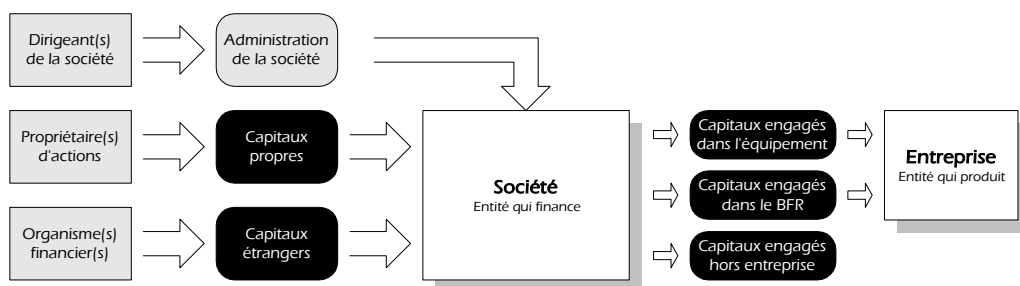 Dirigeant(s)
de la société
Administration
de la société
Propriétaire(s)
d'actions
Capitaux
propres
Organisme(s)
financier(s)
Capitaux
étrangers
Société
Entité qui finance
Capitaux engagés
dans l'équipement
Capitaux engagés
dans le BFR
Capitaux engagés
hors entreprise
Entreprise
Entité qui produit